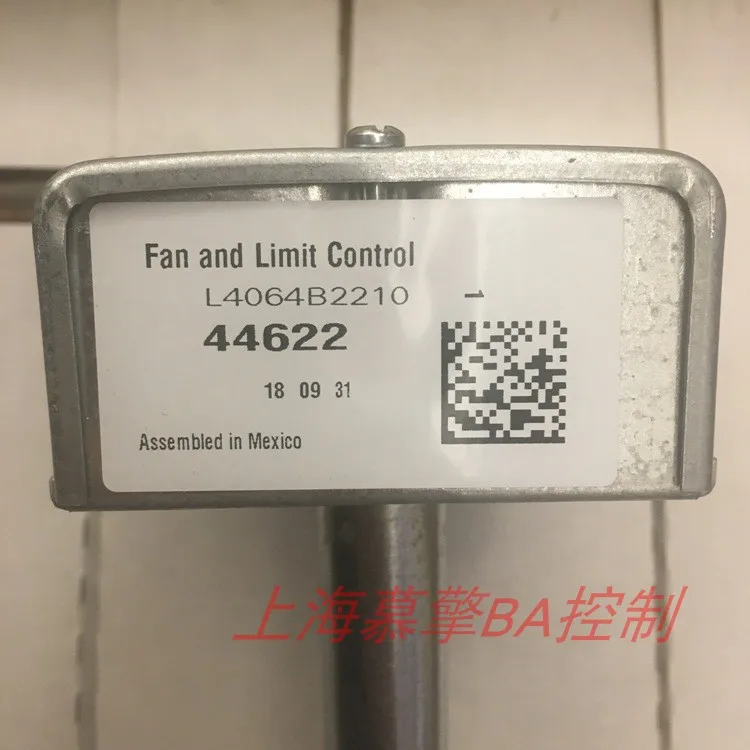 Fan and Limit Control
L4064B2210
1
44622
18 09 31
Assembled in Mexico
上海慕擎BA控制